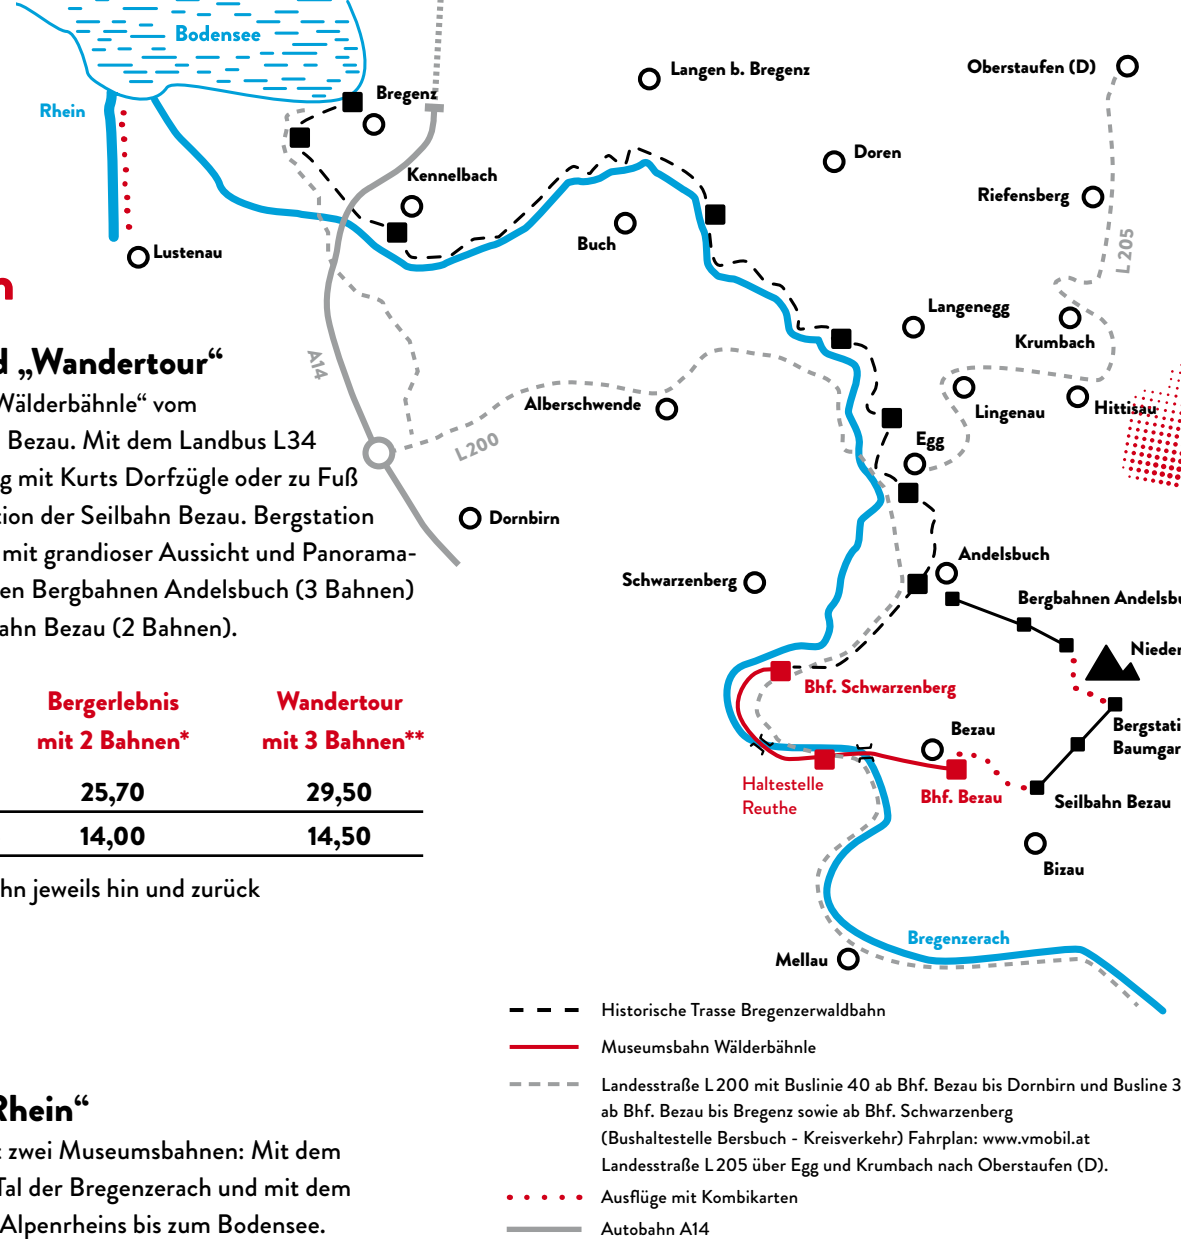 Bodensee
Langen b. Bregenz
Oberstaufen (D)
Rhein
Bregenz
Doren
Kennelbach
Riefensberg
Buch
Lustenau
L 205
Langenegg
Krumbach
„Wandertour“
A14
Wälderbähnle“ vom
Alberschwende
Lingenau
Hittisau
Bezau. Mit dem Landbus L34
Egg
L 200
g mit Kurts Dorfzügle oder zu Fuß
tion der Seilbahn Bezau. Bergstation
Dornbirn
mit grandioser Aussicht und Panorama-
Andelsbuch
Schwarzenberg
en Bergbahnen Andelsbuch (3 Bahnen)
Bergbahnen Andelsbu
ahn Bezau (2 Bahnen).
Nieder
Bhf. Schwarzenberg
Bergerlebnis
mit 2 Bahnen*
Wandertour
mit 3 Bahnen**
Bezau
Bergstati
Baumgar
25,70
29,50
Haltestelle
Reuthe
Bhf. Bezau
Seilbahn Bezau
14,00
14,50
Bizau
hn jeweils hin und zurück
Bregenzerach
Mellau
Historische Trasse Bregenzerwaldbahn
Museumsbahn Wälderbähnle
Landesstraße L 200 mit Buslinie 40 ab Bhf. Bezau bis Dornbirn und Busline 3
ab Bhf. Bezau bis Bregenz sowie ab Bhf. Schwarzenberg
(Bushaltestelle Bersbuch - Kreisverkehr) Fahrplan: www.vmobil.at
Landesstraße L 205 über Egg und Krumbach nach Oberstaufen (D).
Ausflüge mit Kombikarten
Autobahn A14
Rhein“
zwei Museumsbahnen: Mit dem
Tal der Bregenzerach und mit dem
Alpenrheins bis zum Bodensee.